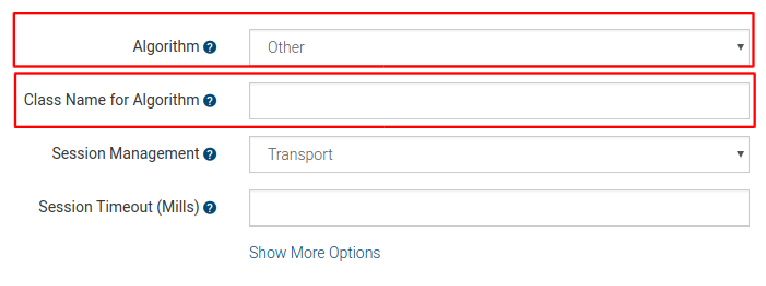 Algorithm ? Other
Class Name for Algorithm ?
Session Management ? Transport
Session Timeout (Mills) ?
Show More Options